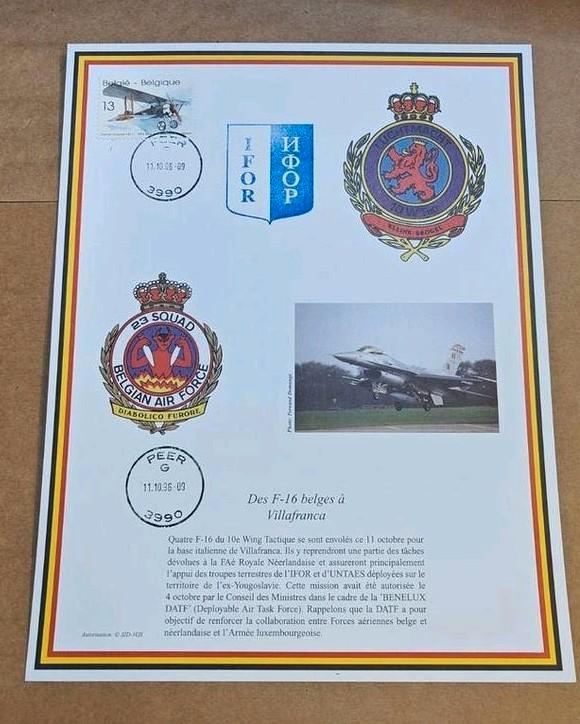 België - Belgique
13
PEER
11.10.96-09
3990
IFOR
ИФОР
LUCHTMACHT
10 WTac
KLEINE-BROGEL
23 SQUAD
BELGIAN AIR FORCE
DIABOLICO FURORE
PEER
G
11.10.96-09
3990
Des F-16 belges à
Villafranca
Quatre F-16 du 10e Wing Tactique se sont envolés ce 11 octobre pour
la base italienne de Villafranca. Ils y reprendront une partie des tâches
dévolues à la FAé Royale Néerlandaise et assureront principalement
l'appui des troupes terrestres de l'IFOR et d'UNTAES déployées sur le
territoire de l'ex-Yougoslavie. Cette mission avait été autorisée le
4 octobre par le Conseil des Ministres dans le cadre de la "BENELUX
DATF" (Deployable Air Task Force). Rappelons que la DATF a pour
objectif de renforcer la collaboration entre Forces aériennes belge et
néerlandaise et l'Armée luxembourgeoise.